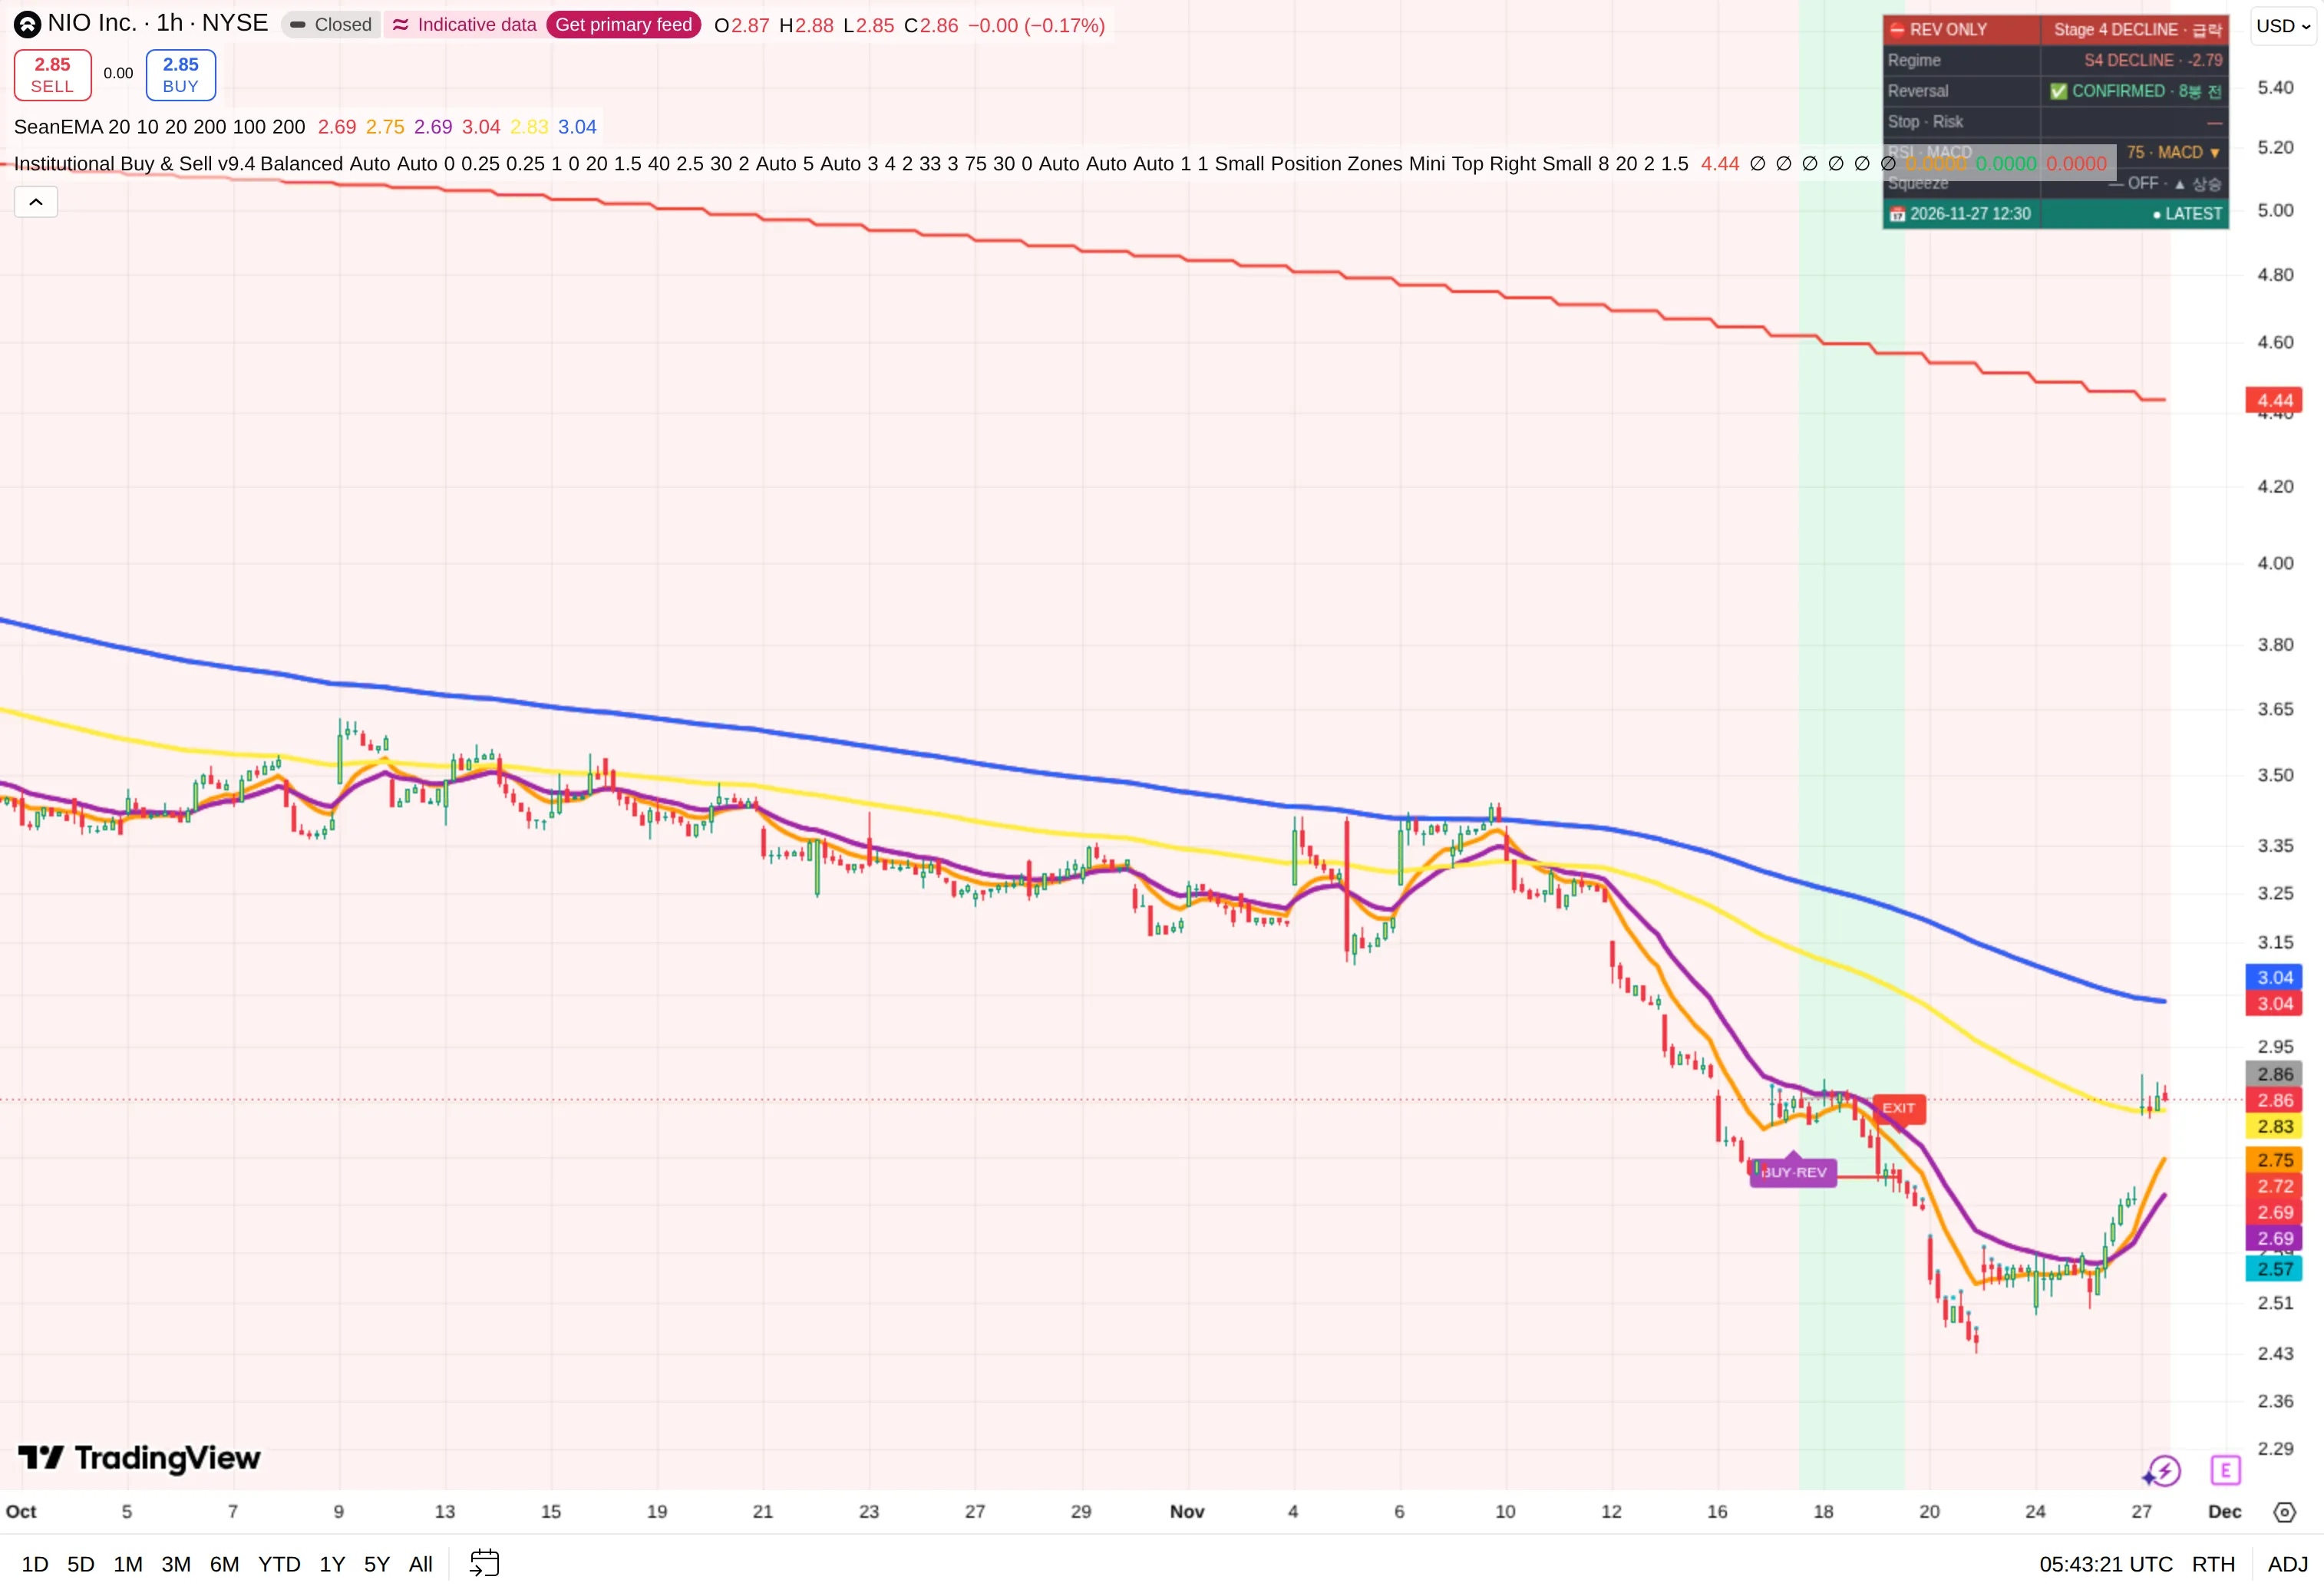 NIO Inc. · 1h · NYSE Closed Indicative data Get primary feed O2.87 H2.88 L2.85 C2.86 −0.00 (−0.17%)
2.85 SELL 0.00 2.85 BUY
SeanEMA 20 10 20 200 100 200 2.69 2.75 2.69 3.04 2.83 3.04
Institutional Buy & Sell v9.4 Balanced Auto Auto 0 0.25 0.25 1 0 20 1.5 40 2.5 30 2 Auto 5 Auto 3 4 2 33 3 75 30 0 Auto Auto Auto 1 1 Small Position Zones Mini Top Right Small 8 20 2 1.5 4.44 ∅ ∅ ∅ ∅ ∅ ∅ 0.0000 0.0000 0.0000
⛔ REV ONLY Stage 4 DECLINE · 급락
Regime S4 DECLINE · -2.79
Reversal ✅ CONFIRMED · 8봉 전
Stop · Risk —
RSI · MACD 75 · MACD ▼
Squeeze — OFF · ▲ 상승
📅 2026-11-27 12:30 ● LATEST
USD
5.40
5.20
5.00
4.80
4.60
4.44
4.40
4.20
4.00
3.80
3.65
3.50
3.35
3.25
3.15
3.04
3.04
2.95
2.86
2.86
2.83
2.75
2.72
2.69
2.69
2.57
2.51
2.43
2.36
2.29
EXIT
BUY·REV
TradingView
E
Oct 5 7 9 13 15 19 21 23 27 29 Nov 4 6 10 12 16 18 20 24 27 Dec
1D 5D 1M 3M 6M YTD 1Y 5Y All 05:43:21 UTC RTH ADJ